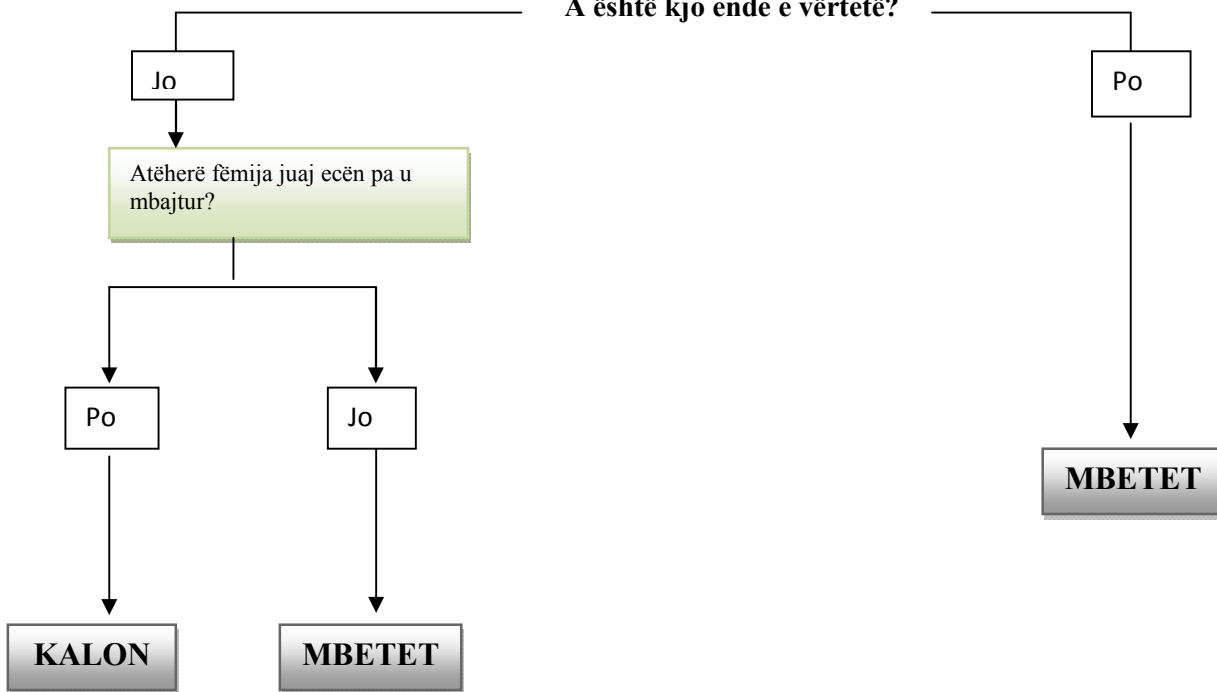 A është kjo ende e vërtetë?
Jo
Po
Atëherë fëmija juaj ecën pa u
mbajtur?
Po
Jo
MBETET
KALON
MBETET